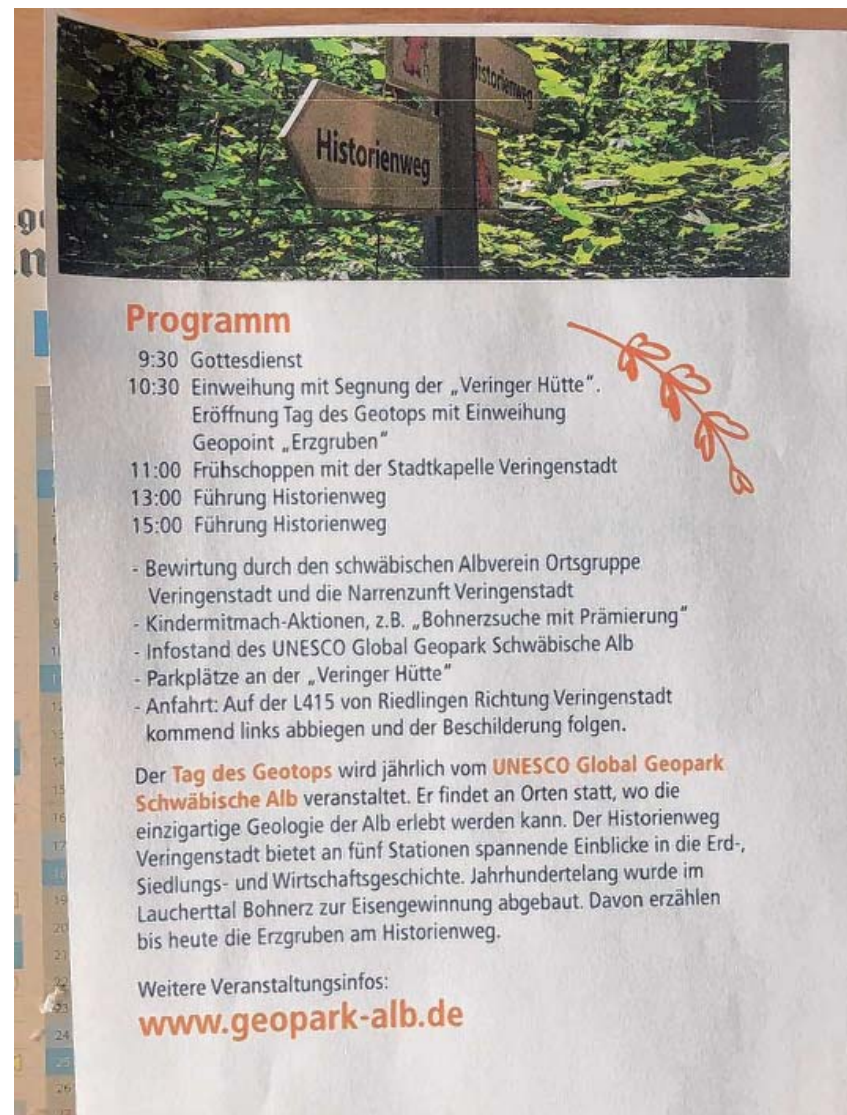 Historienweg
Historienweg
Programm
9:30 Gottesdienst
10:30 Einweihung mit Segnung der „Veringer Hütte“.
Eröffnung Tag des Geotops mit Einweihung
Geopoint „Erzgruben“
11:00 Frühschoppen mit der Stadtkapelle Veringenstadt
13:00 Führung Historienweg
15:00 Führung Historienweg
- Bewirtung durch den schwäbischen Albverein Ortsgruppe
Veringenstadt und die Narrenzunft Veringenstadt
- Kindermitmach-Aktionen, z.B. „Bohnerzsuche mit Prämierung“
- Infostand des UNESCO Global Geopark Schwäbische Alb
- Parkplätze an der „Veringer Hütte“
- Anfahrt: Auf der L415 von Riedlingen Richtung Veringenstadt
kommend links abbiegen und der Beschilderung folgen.
Der Tag des Geotops wird jährlich vom UNESCO Global Geopark
Schwäbische Alb veranstaltet. Er findet an Orten statt, wo die
einzigartige Geologie der Alb erlebt werden kann. Der Historienweg
Veringenstadt bietet an fünf Stationen spannende Einblicke in die Erd-,
Siedlungs- und Wirtschaftsgeschichte. Jahrhundertelang wurde im
Laucherttal Bohnerz zur Eisengewinnung abgebaut. Davon erzählen
bis heute die Erzgruben am Historienweg.
Weitere Veranstaltungsinfos:
www.geopark-alb.de